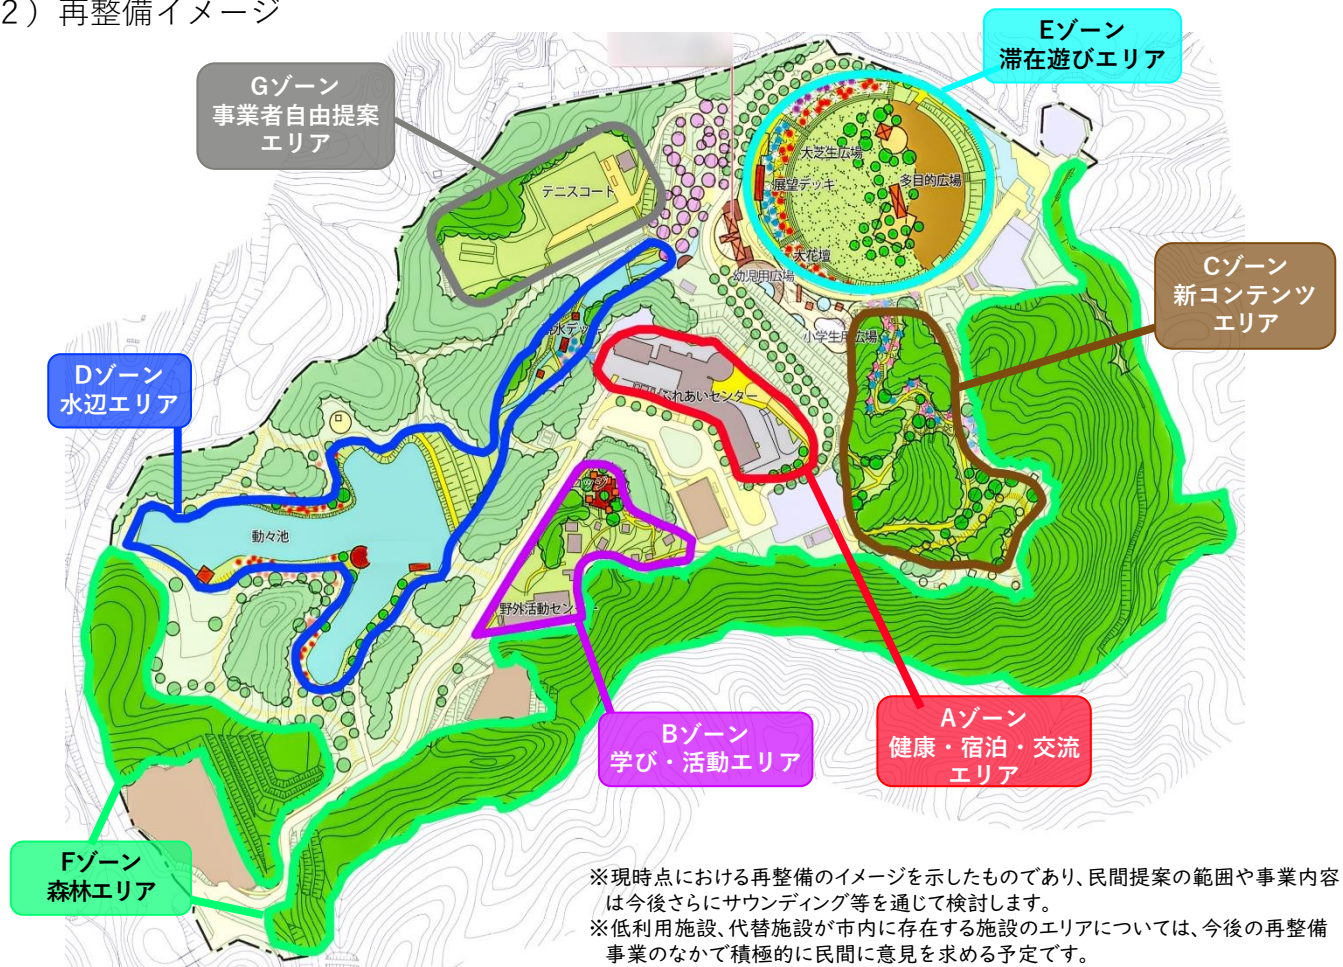 2）再整備イメージ
Eゾーン
滞在遊びエリア
Gゾーン
事業者自由提案
エリア
テニスコート
大芝生広場
展望デッキ
多目的広場
大花壇
幼児用広場
小学生用広場
Cゾーン
新コンテンツ
エリア
水デッキ
ふれあいセンター
Dゾーン
水辺エリア
動々池
野外活動センター
Bゾーン
学び・活動エリア
Aゾーン
健康・宿泊・交流
エリア
Fゾーン
森林エリア
※現時点における再整備のイメージを示したものであり、民間提案の範囲や事業内容
は今後さらにサウンディング等を通じて検討します。
※低利用施設、代替施設が市内に存在する施設のエリアについては、今後の再整備
事業のなかで積極的に民間に意見を求める予定です。